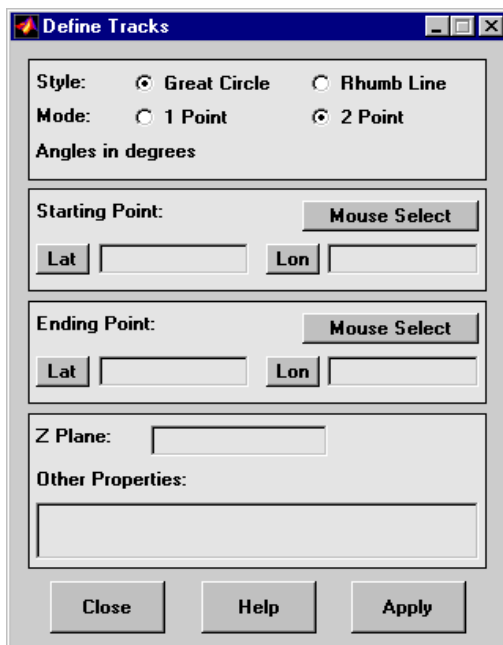 Define Tracks
Style: Great Circle Rhumb Line
Mode: 1 Point 2 Point
Angles in degrees
Starting Point: Mouse Select
Lat Lon
Ending Point: Mouse Select
Lat Lon
Z Plane:
Other Properties:
Close Help Apply